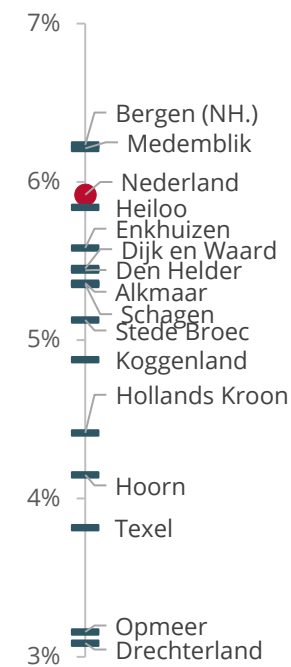 7%
Bergen (NH.)
Medemblik
6%
Nederland
Heiloo
Enkhuizen
Dijk en Waard
Den Helder
Alkmaar
Schagen
Stede Broec
5%
Koggenland
Hollands Kroon
Hoorn
4%
Texel
Opmeer
Drechterland
3%